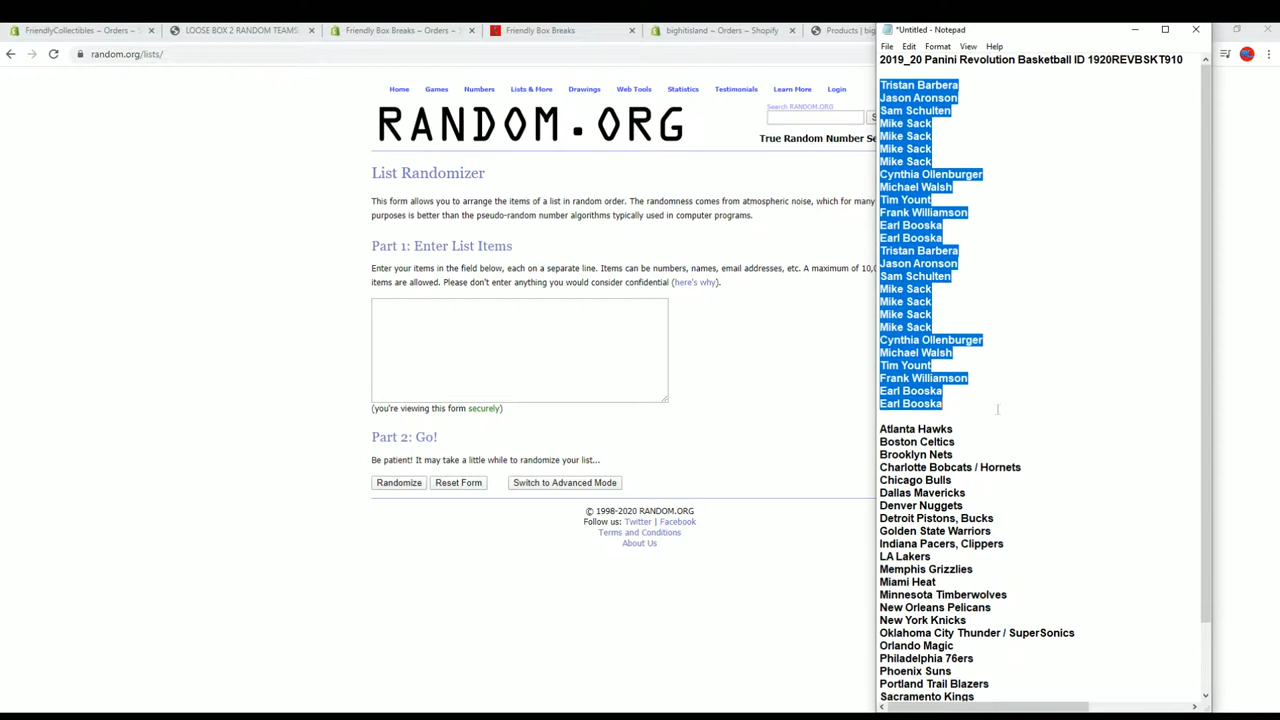 FriendlyCollectibles – Orders – S
LOOSE BOX 2 RANDOM TEAMS
Friendly Box Breaks – Orders –
Friendly Box Breaks
bighitisland – Orders – Shopify
Products | big
random.org/lists/
Home Games Numbers Lists & More Drawings Web Tools Statistics Testimonials Learn More Login
RANDOM.ORG
Search RANDOM.ORG
True Random Number Se
List Randomizer
This form allows you to arrange the items of a list in random order. The randomness comes from atmospheric noise, which for many
purposes is better than the pseudo-random number algorithms typically used in computer programs.
Part 1: Enter List Items
Enter your items in the field below, each on a separate line. Items can be numbers, names, email addresses, etc. A maximum of 10,0
items are allowed. Please don't enter anything you would consider confidential (here's why).
(you're viewing this form securely)
Part 2: Go!
Be patient! It may take a little while to randomize your list...
Randomize Reset Form Switch to Advanced Mode
© 1998-2020 RANDOM.ORG
Follow us: Twitter | Facebook
Terms and Conditions
About Us
*Untitled - Notepad
File Edit Format View Help
2019_20 Panini Revolution Basketball ID 1920REVBSKT910
Tristan Barbera
Jason Aronson
Sam Schulten
Mike Sack
Mike Sack
Mike Sack
Mike Sack
Cynthia Ollenburger
Michael Walsh
Tim Yount
Frank Williamson
Earl Booska
Earl Booska
Tristan Barbera
Jason Aronson
Sam Schulten
Mike Sack
Mike Sack
Mike Sack
Mike Sack
Cynthia Ollenburger
Michael Walsh
Tim Yount
Frank Williamson
Earl Booska
Earl Booska
Atlanta Hawks
Boston Celtics
Brooklyn Nets
Charlotte Bobcats / Hornets
Chicago Bulls
Dallas Mavericks
Denver Nuggets
Detroit Pistons, Bucks
Golden State Warriors
Indiana Pacers, Clippers
LA Lakers
Memphis Grizzlies
Miami Heat
Minnesota Timberwolves
New Orleans Pelicans
New York Knicks
Oklahoma City Thunder / SuperSonics
Orlando Magic
Philadelphia 76ers
Phoenix Suns
Portland Trail Blazers
Sacramento Kings